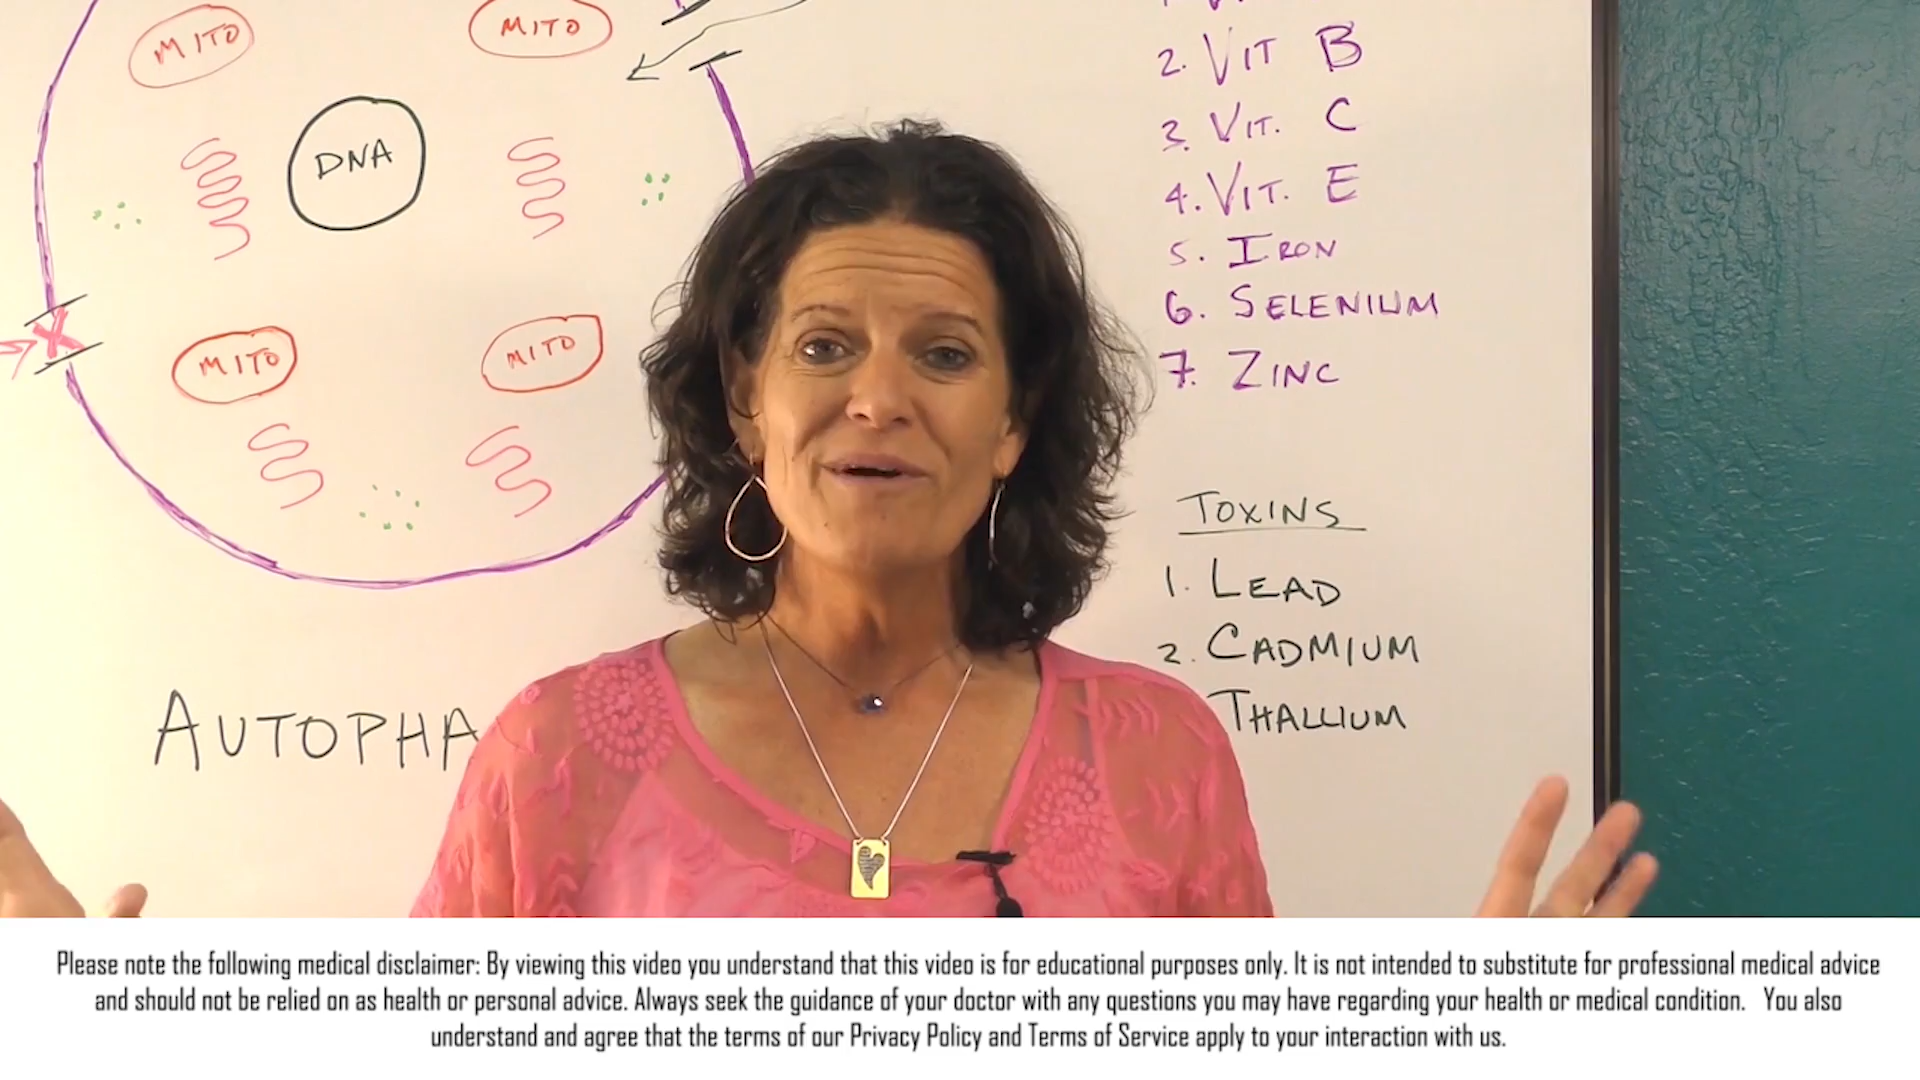 MITO
MITO
DNA
MITO
MITO
AUTOPHA
2. VIT B
3. VIT. C
4. VIT. E
5. IRON
6. SELENIUM
7. ZINC
TOXINS
1. LEAD
2. CADMIUM
THALLIUM
Please note the following medical disclaimer: By viewing this video you understand that this video is for educational purposes only. It is not intended to substitute for professional medical advice
and should not be relied on as health or personal advice. Always seek the guidance of your doctor with any questions you may have regarding your health or medical condition. You also
understand and agree that the terms of our Privacy Policy and Terms of Service apply to your interaction with us.